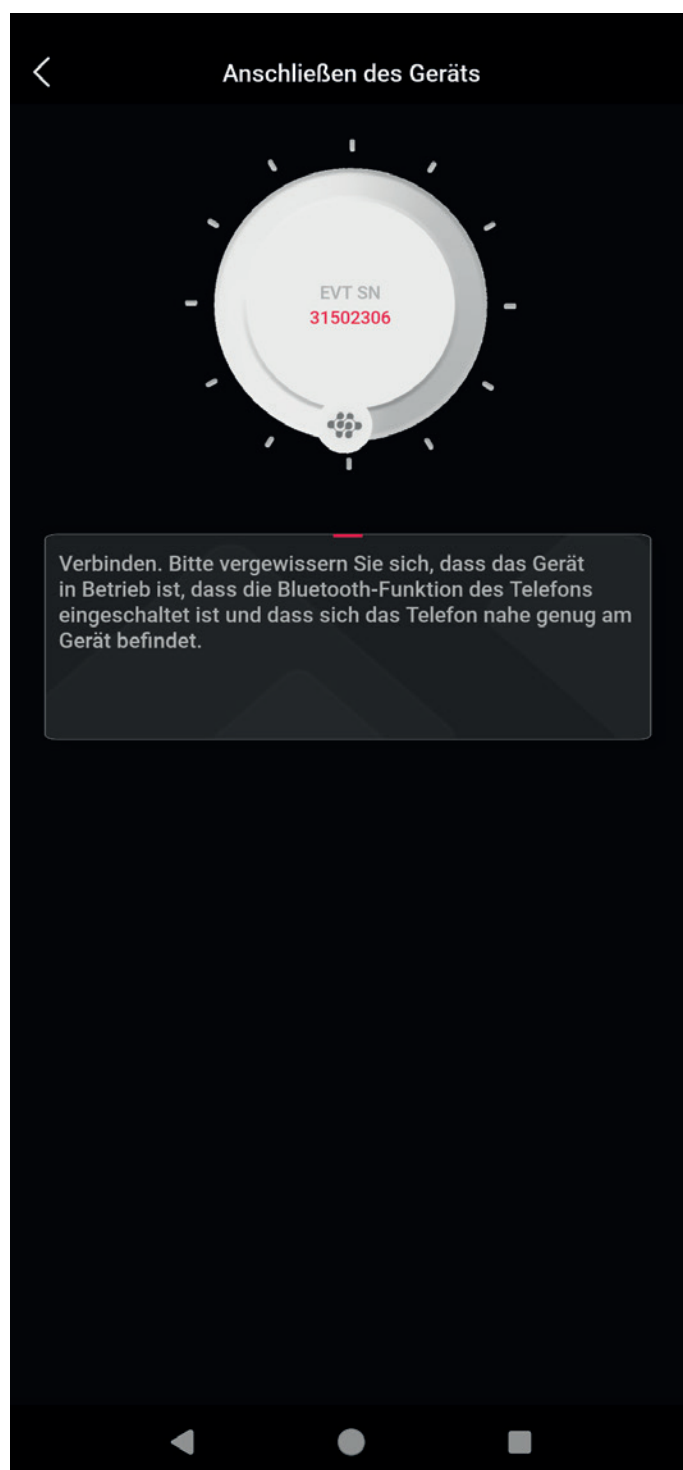 Anschließen des Geräts
EVT SN
31502306
Verbinden. Bitte vergewissern Sie sich, dass das Gerät
in Betrieb ist, dass die Bluetooth-Funktion des Telefons
eingeschaltet ist und dass sich das Telefon nahe genug am
Gerät befindet.